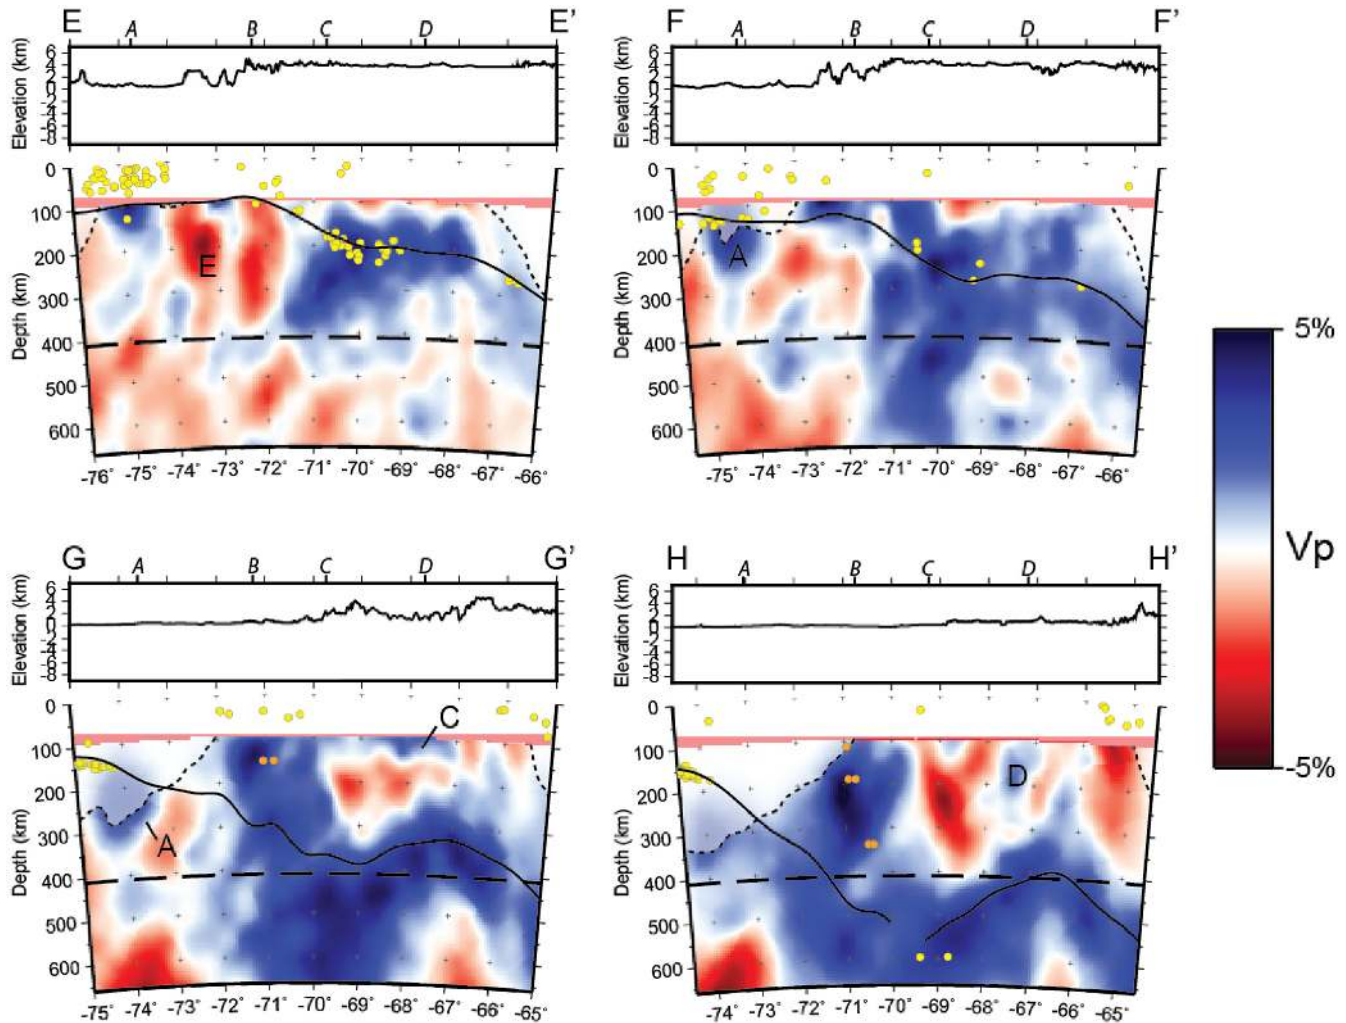 E A B C D E'
F A B C D F'
Elevation (km)
6
4
2
0
-2
-4
-6
-8
Elevation (km)
6
4
2
0
-2
-4
-6
-8
Depth (km)
0
100
200
300
400
500
600
E
-76° -75° -74° -73° -72° -71° -70° -69° -68° -67° -66°
Depth (km)
0
100
200
300
400
500
600
A
-75° -74° -73° -72° -71° -70° -69° -68° -67° -66°
G A B C D G'
H A B C D H'
Elevation (km)
6
4
2
0
-2
-4
-6
-8
Elevation (km)
6
4
2
0
-2
-4
-6
-8
Depth (km)
0
100
200
300
400
500
600
C
A
-75° -74° -73° -72° -71° -70° -69° -68° -67° -66° -65°
Depth (km)
0
100
200
300
400
500
600
D
-74° -73° -72° -71° -70° -69° -68° -67° -66° -65°
5%
Vp
-5%